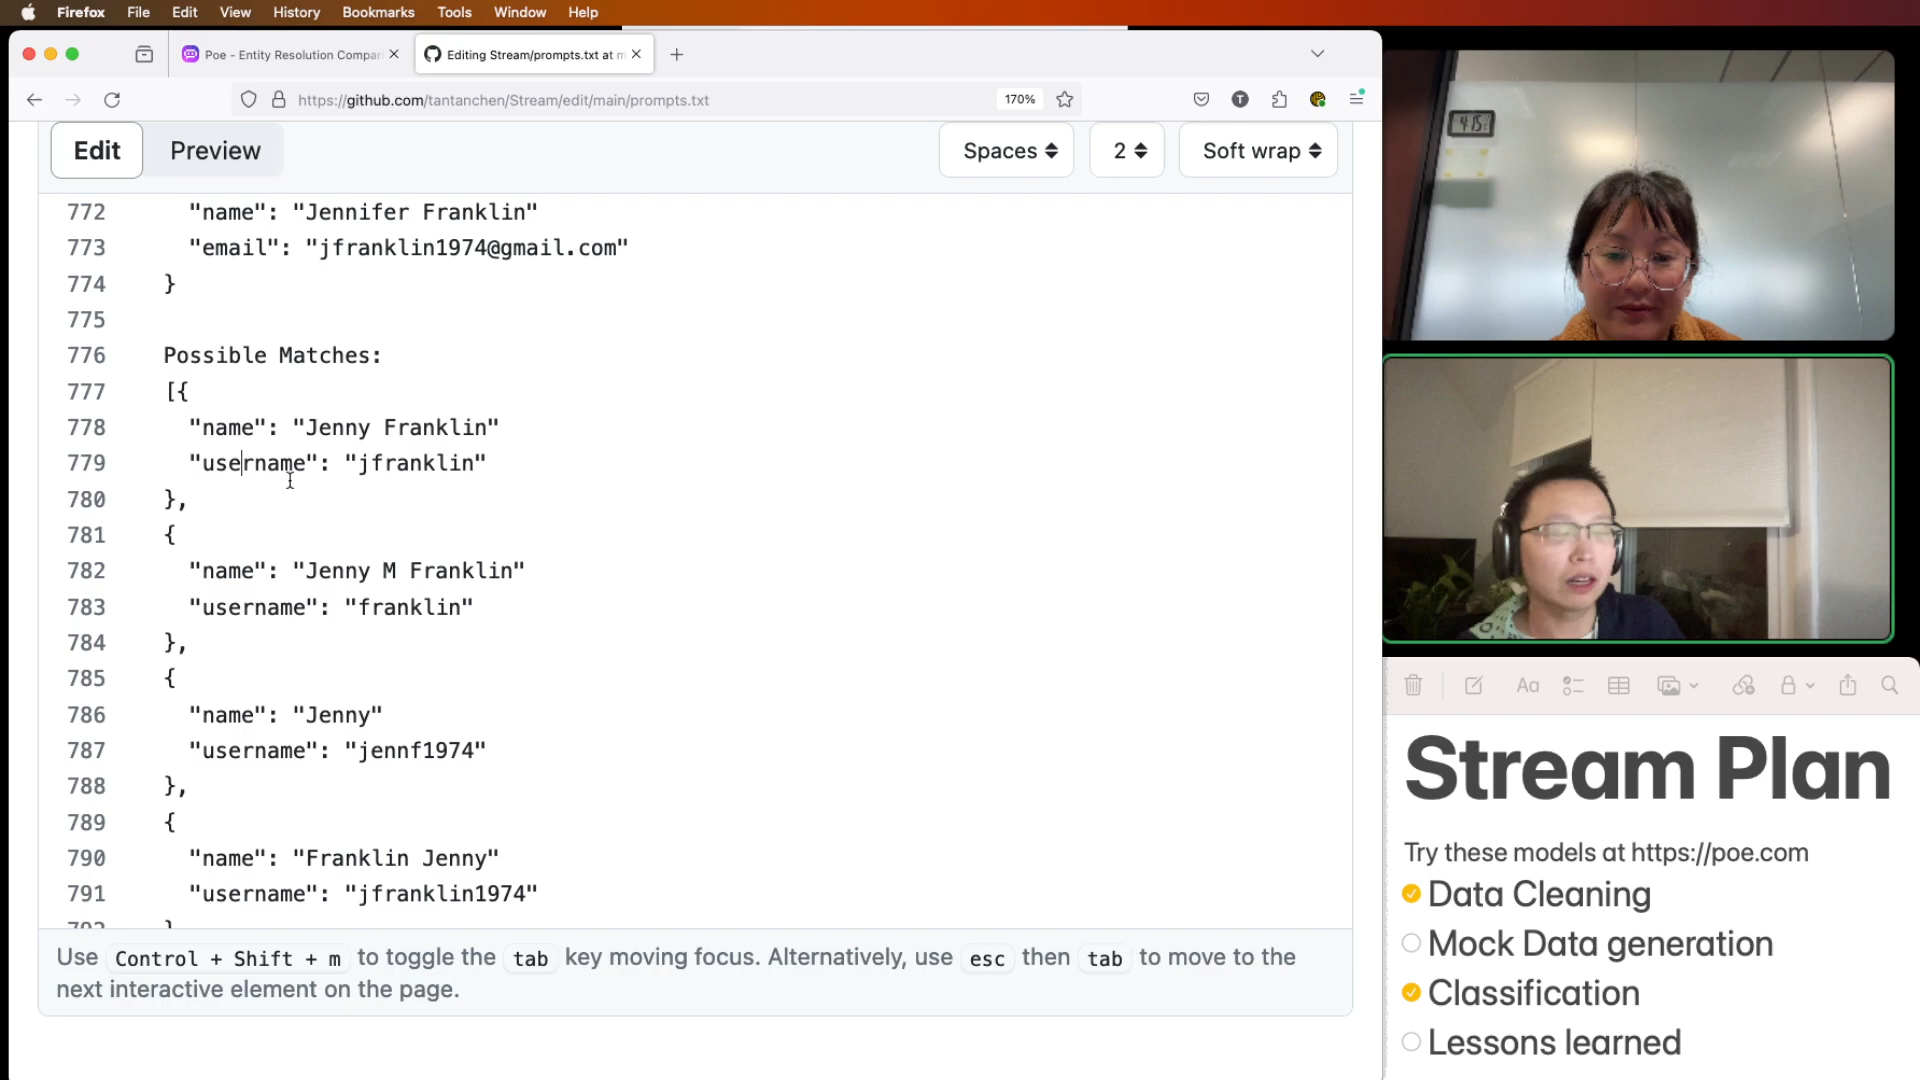 Firefox File Edit View History Bookmarks Tools Window Help
Poe - Entity Resolution Compar
Editing Stream/prompts.txt at m
https://github.com/tantanchen/Stream/edit/main/prompts.txt
170%
T
Edit Preview
Spaces 2 Soft wrap
772 "name": "Jennifer Franklin"
773 "email": "jfranklin1974@gmail.com"
774 }
775
776 Possible Matches:
777 [{
778 "name": "Jenny Franklin"
779 "username": "jfranklin"
780 },
781 {
782 "name": "Jenny M Franklin"
783 "username": "franklin"
784 },
785 {
786 "name": "Jenny"
787 "username": "jennf1974"
788 },
789 {
790 "name": "Franklin Jenny"
791 "username": "jfranklin1974"
792 }
Use Control + Shift + m to toggle the tab key moving focus. Alternatively, use esc then tab to move to the
next interactive element on the page.
4:15
Aa
Stream Plan
Try these models at https://poe.com
Data Cleaning
Mock Data generation
Classification
Lessons learned